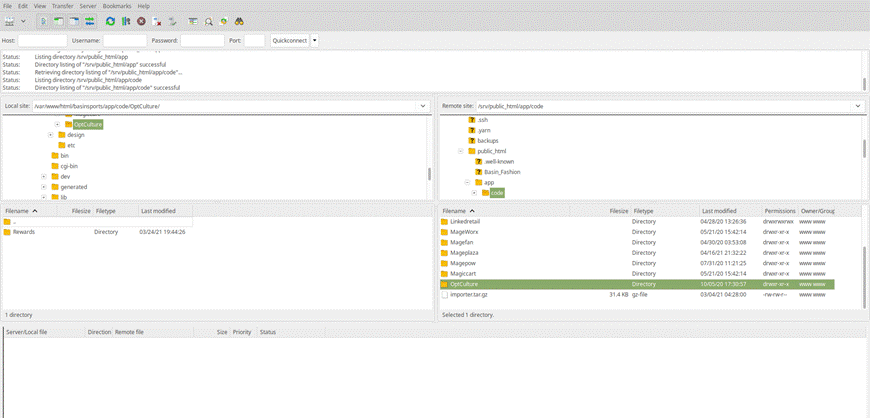 File Edit View Transfer Server Bookmarks Help
Host: Username: Password: Port: Quickconnect
Status: Listing directory /srv/public_html/app
Status: Directory listing of "/srv/public_html/app" successful
Status: Retrieving directory listing of "/srv/public_html/app/code"...
Status: Listing directory /srv/public_html/app/code
Status: Directory listing of "/srv/public_html/app/code" successful
Local site: /var/www/html/basinsports/app/code/OptCulture/
OptCulture
design
etc
bin
cgi-bin
dev
generated
lib
Remote site: /srv/public_html/app/code
.ssh
.yarn
backups
public_html
.well-known
Basin_Fashion
app
code
Filename Filesize Filetype Last modified
..
Rewards Directory 03/24/21 19:44:26
1 directory
Filename Filesize Filetype Last modified Permissions Owner/Group
Linkedretail Directory 04/28/20 13:26:36 drwxrwxrwx www www
MageWorx Directory 05/21/20 15:42:14 drwxr-xr-x www www
Magefan Directory 04/30/20 03:53:08 drwxr-xr-x www www
Mageplaza Directory 04/16/21 21:32:22 drwxr-xr-x www www
Magepow Directory 07/31/20 11:21:25 drwxr-xr-x www www
Magiccart Directory 05/21/20 15:42:14 drwxr-xr-x www www
OptCulture Directory 10/05/20 17:30:57 drwxr-xr-x www www
importer.tar.gz 31.4 KB gz-file 03/04/21 04:28:00 -rw-rw-r-- www www
Selected 1 directory.
Server/Local file Direction Remote file Size Priority Status